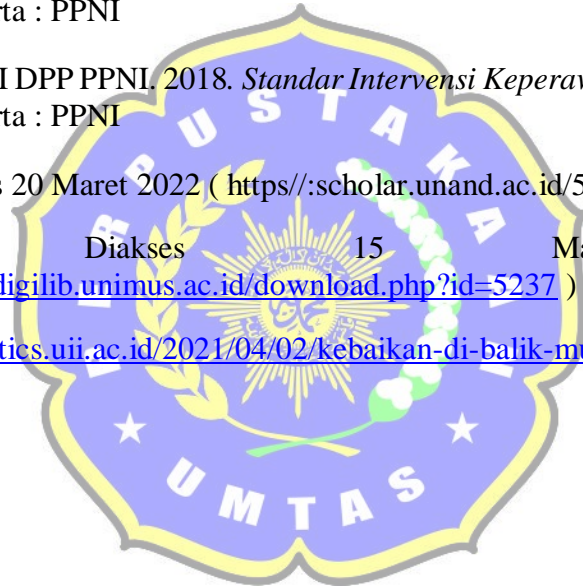 rta : PPNI
I DPP PPNI. 2018. Standar Intervensi Keperaw
rta : PPNI
s 20 Maret 2022 ( https//:scholar.unand.ac.id/5
Diakses 15 Ma
digilib.unimus.ac.id/download.php?id=5237 )
tics.uii.ac.id/2021/04/02/kebaikan-di-balik-mu
PERPUSTAKAAN
UMTAS